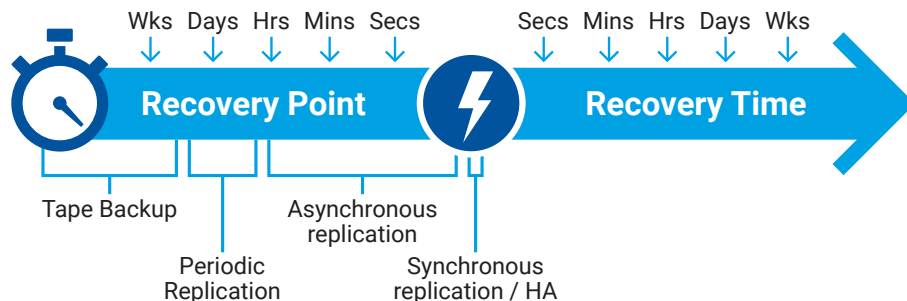 Wks Days Hrs Mins Secs Secs Mins Hrs Days Wks
Recovery Point Recovery Time
Tape Backup
Asynchronous
replication
Periodic
Replication
Synchronous
replication / HA